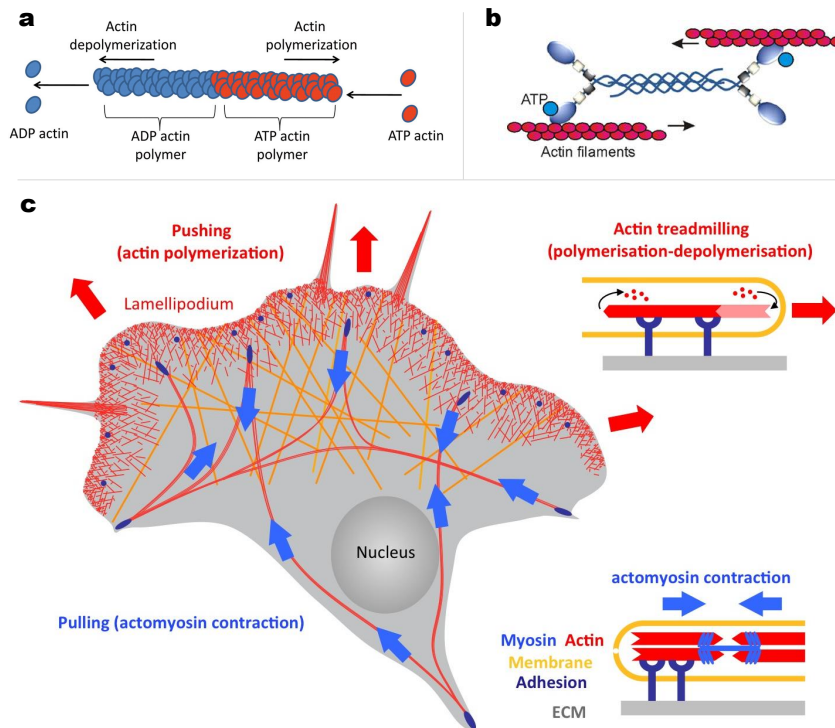 a
Actin
depolymerization
Actin
polymerization
ADP actin
ADP actin
polymer
ATP actin
polymer
ATP actin
b
ATP
Actin filaments
c
Pushing
(actin polymerization)
Lamellipodium
Actin treadmilling
(polymerisation-depolymerisation)
Nucleus
Pulling (actomyosin contraction)
actomyosin contraction
Myosin Actin
Membrane
Adhesion
ECM